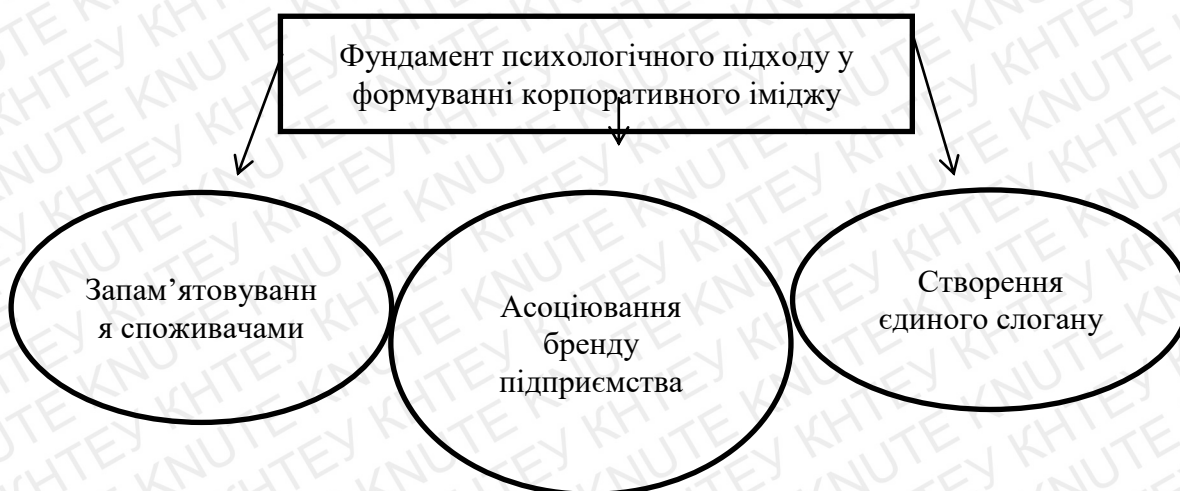 Фундамент психологічного підходу у
формуванні корпоративного іміджу
Запам’ятовуванн
я споживачами
Асоціювання
бренду
підприємства
Створення
єдиного слогану